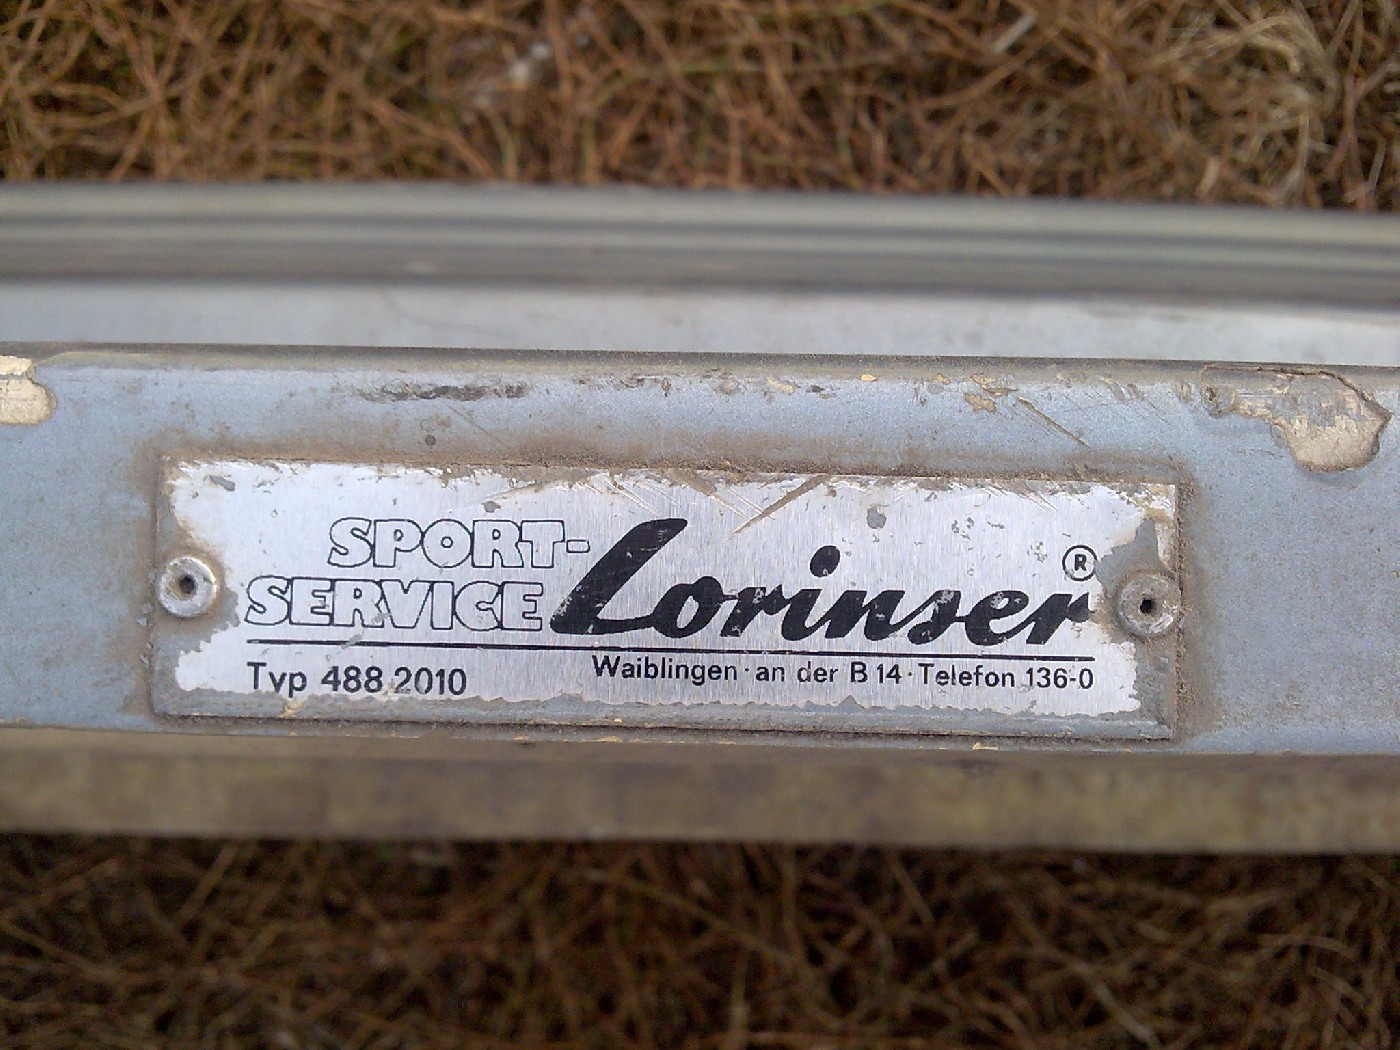 SPORT-
SERVICE Lorinser ®
Typ 488 2010 Waiblingen · an der B 14 · Telefon 136-0